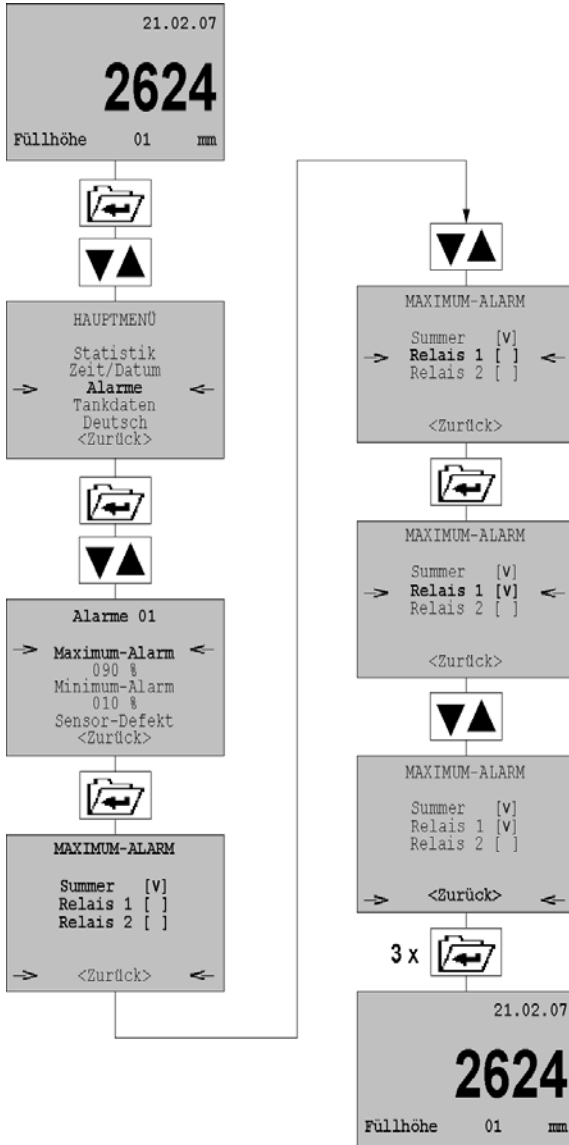 21.02.07
2624
Füllhöhe 01 mm
HAUPTMENÜ
Statistik
Zeit/Datum
-> Alarme <-
Tankdaten
Deutsch
<Zurück>
Alarme 01
-> Maximum-Alarm <-
090 %
Minimum-Alarm
010 %
Sensor-Defekt
<Zurück>
MAXIMUM-ALARM
Summer [V]
Relais 1 [ ]
Relais 2 [ ]
-> <Zurück> <-
MAXIMUM-ALARM
Summer [V]
-> Relais 1 [ ] <-
Relais 2 [ ]
<Zurück>
MAXIMUM-ALARM
Summer [V]
-> Relais 1 [V] <-
Relais 2 [ ]
<Zurück>
MAXIMUM-ALARM
Summer [V]
Relais 1 [V]
Relais 2 [ ]
-> <Zurück> <-
3 x
21.02.07
2624
Füllhöhe 01 mm